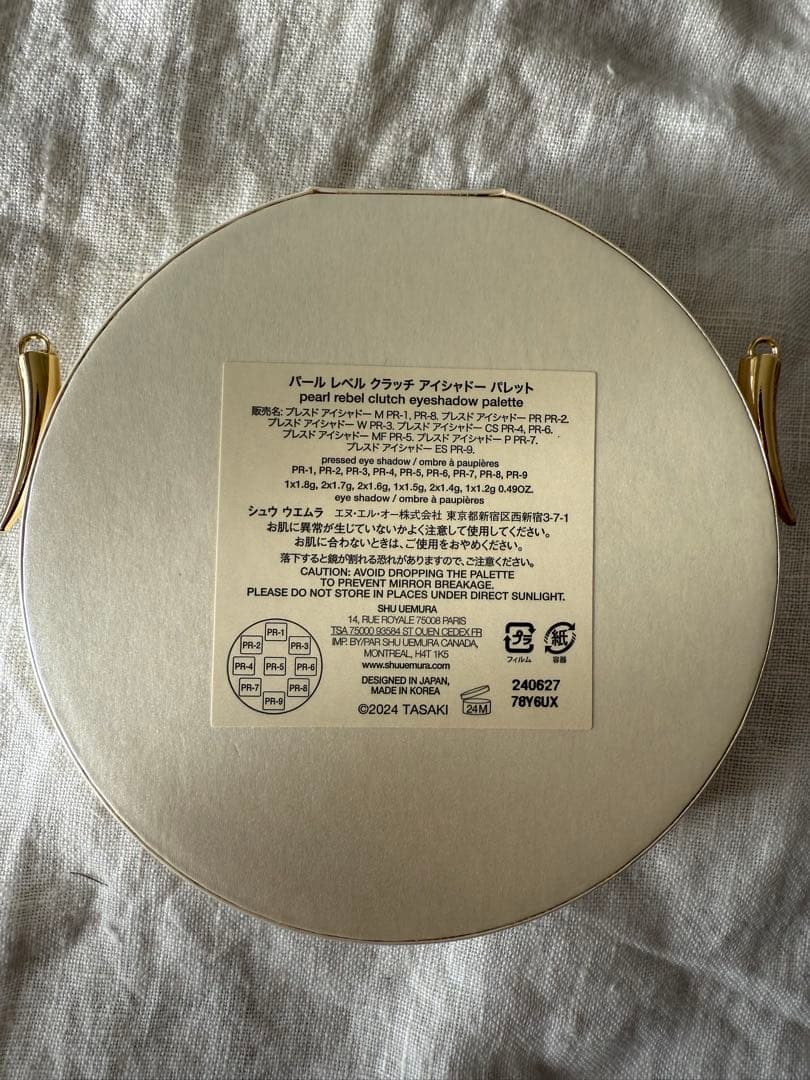 パール レベル クラッチ アイシャドー パレット
pearl rebel clutch eyeshadow palette
販売名: プレスド アイシャドー M PR-1, PR-8. プレスド アイシャドー PR PR-2.
プレスド アイシャドー W PR-3. プレスド アイシャドー CS PR-4, PR-6.
プレスド アイシャドー MF PR-5. プレスド アイシャドー P PR-7.
プレスド アイシャドー ES PR-9.
pressed eye shadow / ombre à paupières
PR-1, PR-2, PR-3, PR-4, PR-5, PR-6, PR-7, PR-8, PR-9
1x1.8g, 2x1.7g, 2x1.6g, 1x1.5g, 2x1.4g, 1x1.2g 0.49OZ.
eye shadow / ombre à paupières
シュウ ウエムラ エヌ・エル・オー株式会社 東京都新宿区西新宿3-7-1
お肌に異常が生じていないかよく注意して使用してください。
お肌に合わないときは、ご使用をおやめください。
落下すると鏡が割れる恐れがありますので、ご注意ください。
CAUTION: AVOID DROPPING THE PALETTE
TO PREVENT MIRROR BREAKAGE.
PLEASE DO NOT STORE IN PLACES UNDER DIRECT SUNLIGHT.
SHU UEMURA
14, RUE ROYALE 75008 PARIS
TSA 75000 93584 ST OUEN CEDEX FR
IMP. BY/PAR SHU UEMURA CANADA,
MONTREAL, H4T 1K5
www.shuuemura.com
DESIGNED IN JAPAN,
MADE IN KOREA
©2024 TASAKI
24M
PR-1
PR-2 PR-3
PR-4 PR-5 PR-6
PR-7 PR-8
PR-9
プラ
フィルム
紙
容器
240627
78Y6UX